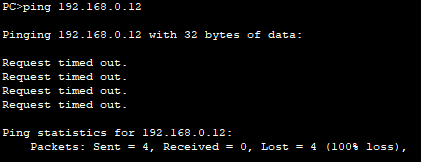 PC>ping 192.168.0.12
Pinging 192.168.0.12 with 32 bytes of data:
Request timed out.
Request timed out.
Request timed out.
Request timed out.
Ping statistics for 192.168.0.12:
Packets: Sent = 4, Received = 0, Lost = 4 (100% loss),